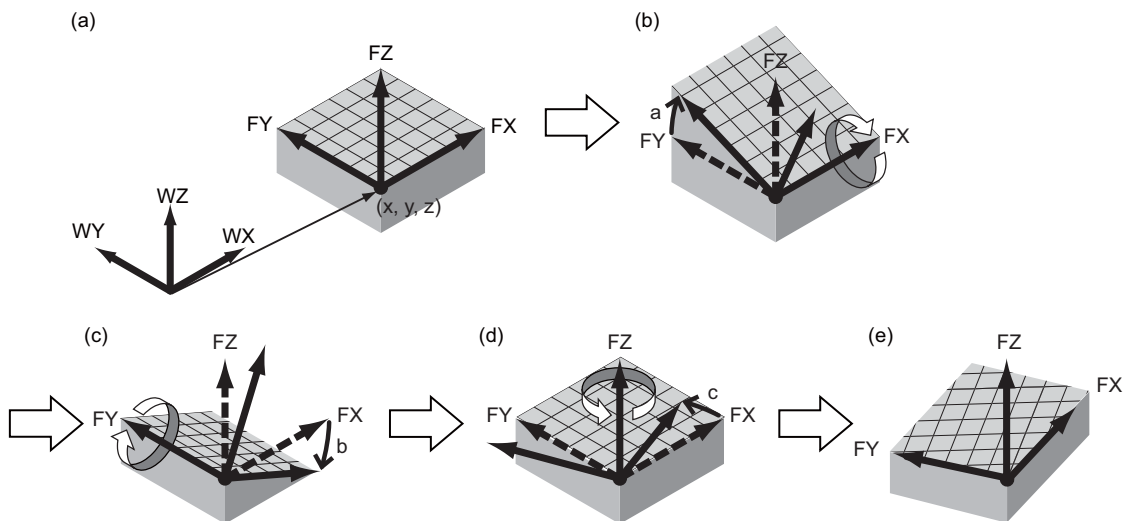 (a)
FZ
FY
FX
(x, y, z)
WZ
WY
WX
(b)
FZ
a
FY
FX
(c)
FZ
FY
FX
b
(d)
FZ
c
FY
FX
(e)
FZ
FX
FY